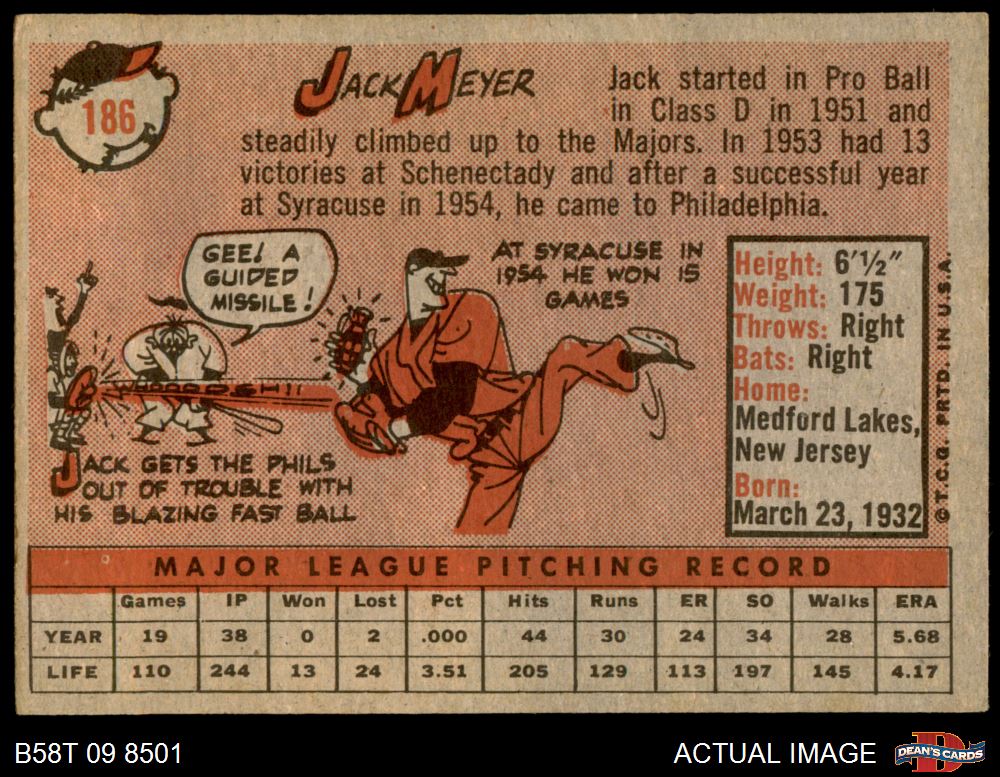 186
JACK MEYER
Jack started in Pro Ball
in Class D in 1951 and
steadily climbed up to the Majors. In 1953 had 13
victories at Schenectady and after a successful year
at Syracuse in 1954, he came to Philadelphia.
GEE! A
GUIDED
MISSILE!
AT SYRACUSE IN
1954 HE WON 15
GAMES
JACK GETS THE PHILS
OUT OF TROUBLE WITH
HIS BLAZING FAST BALL
Height: 6'½"
Weight: 175
Throws: Right
Bats: Right
Home:
Medford Lakes,
New Jersey
Born:
March 23, 1932
© T.C.G. PRTD. IN U.S.A.
MAJOR LEAGUE PITCHING RECORD
Games IP Won Lost Pct Hits Runs ER SO Walks ERA
YEAR 19 38 0 2 .000 44 30 24 34 28 5.68
LIFE 110 244 13 24 3.51 205 129 113 197 145 4.17
B58T 09 8501
ACTUAL IMAGE
DEAN'S CARDS